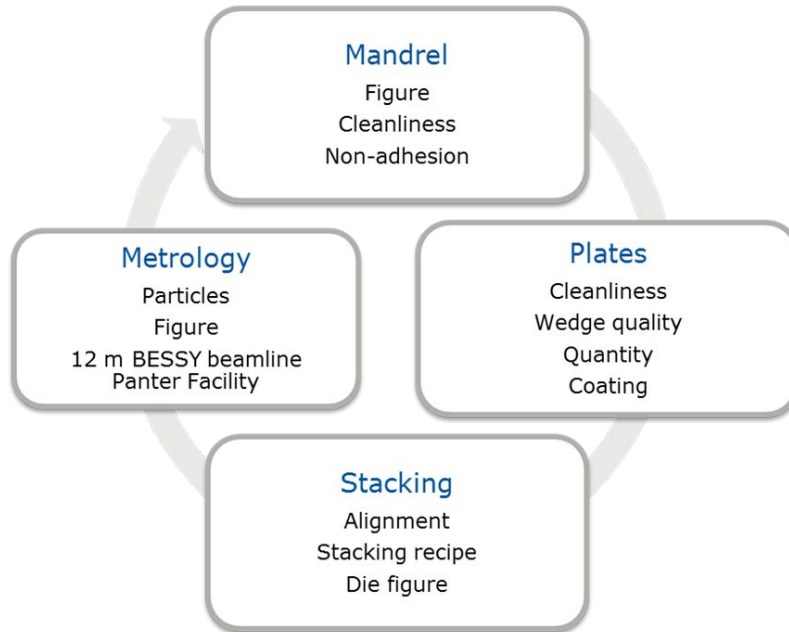 Mandrel
Figure
Cleanliness
Non-adhesion
Plates
Cleanliness
Wedge quality
Quantity
Coating
Stacking
Alignment
Stacking recipe
Die figure
Metrology
Particles
Figure
12 m BESSY beamline
Panter Facility